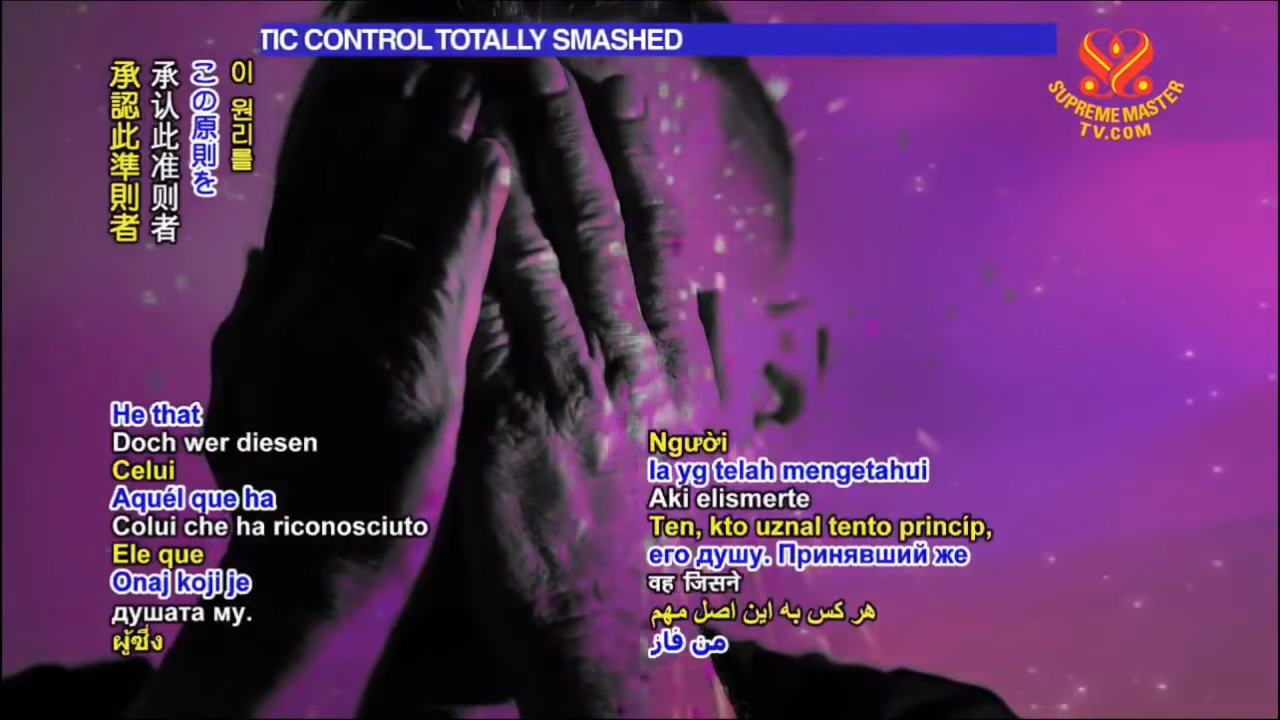 TIC CONTROL TOTALLY SMASHED
SUPREME MASTER
TV.COM
이 원리를
この原則を
承认此准则者
承認此準則者
He that
Doch wer diesen
Celui
Aquél que ha
Colui che ha riconosciuto
Ele que
Onaj koji je
душата му.
ผู้ซึ่ง
Người
Ia yg telah mengetahui
Aki elismerte
Ten, kto uznal tento princíp,
его душу. Принявший же
वह जिसने
هر کس به این اصل مهم
من فاز